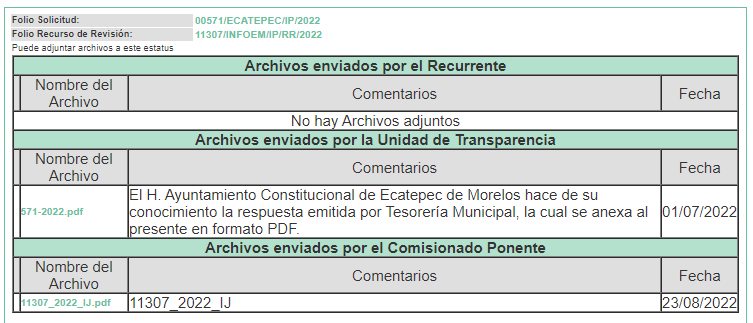 Folio Solicitud: 00571/ECATEPEC/IP/2022
Folio Recurso de Revisión: 11307/INFOEM/IP/RR/2022
Puede adjuntar archivos a este estatus
Archivos enviados por el Recurrente
Nombre del Archivo Comentarios Fecha
No hay Archivos adjuntos
Archivos enviados por la Unidad de Transparencia
Nombre del Archivo Comentarios Fecha
571-2022.pdf El H. Ayuntamiento Constitucional de Ecatepec de Morelos hace de su conocimiento la respuesta emitida por Tesorería Municipal, la cual se anexa al presente en formato PDF. 01/07/2022
Archivos enviados por el Comisionado Ponente
Nombre del Archivo Comentarios Fecha
11307_2022_IJ.pdf 11307_2022_IJ 23/08/2022